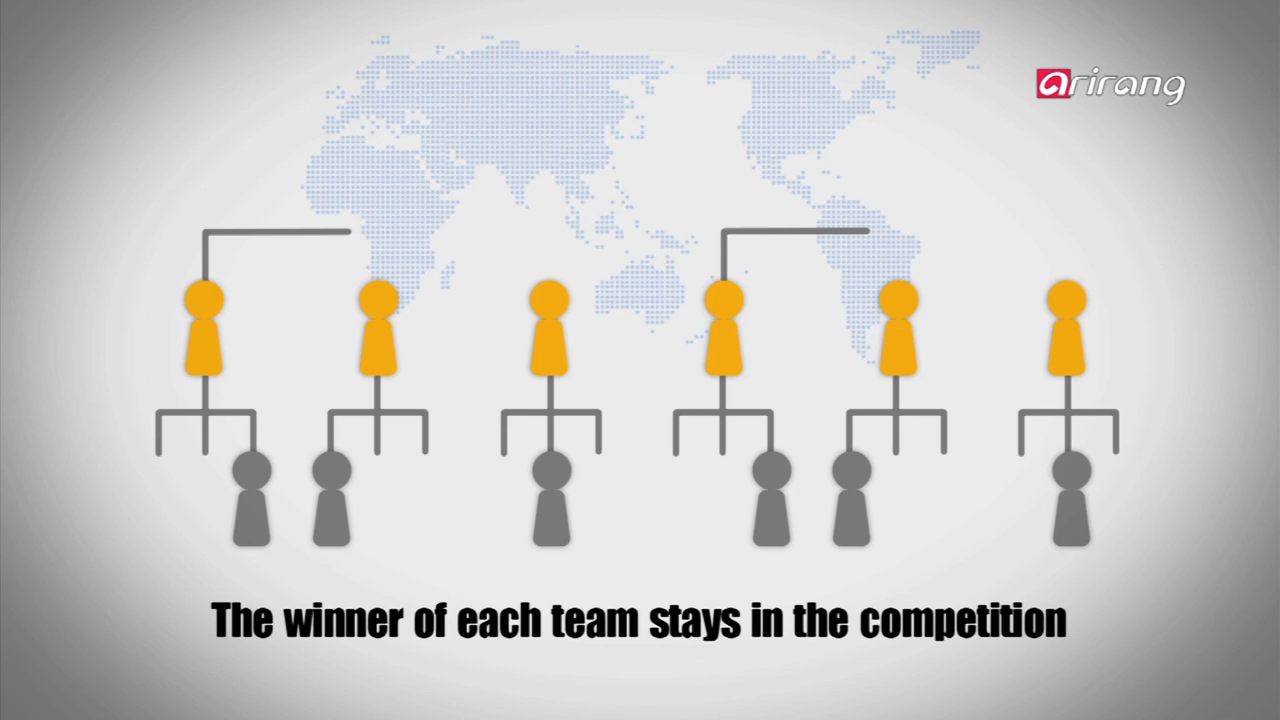 arirang
The winner of each team stays in the competition